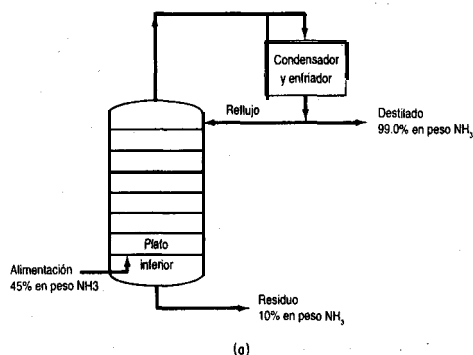 Condensador
y enfriador
Reflujo
Destilado
99.0% en peso NH₃
Plato
inferior
Alimentación
45% en peso NH3
Residuo
10% en peso NH₃
(a)